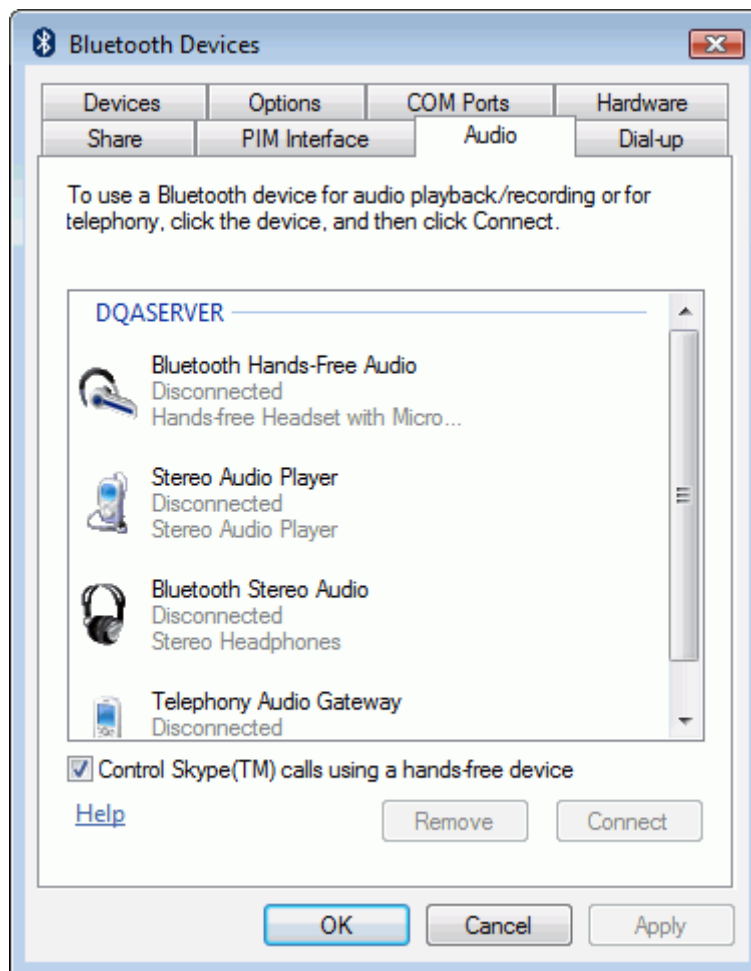 Bluetooth Devices
Devices Options COM Ports Hardware
Share PIM Interface Audio Dial-up
To use a Bluetooth device for audio playback/recording or for
telephony, click the device, and then click Connect.
DQASERVER
Bluetooth Hands-Free Audio
Disconnected
Hands-free Headset with Micro...
Stereo Audio Player
Disconnected
Stereo Audio Player
Bluetooth Stereo Audio
Disconnected
Stereo Headphones
Telephony Audio Gateway
Disconnected
Control Skype(TM) calls using a hands-free device
Help Remove Connect
OK Cancel Apply